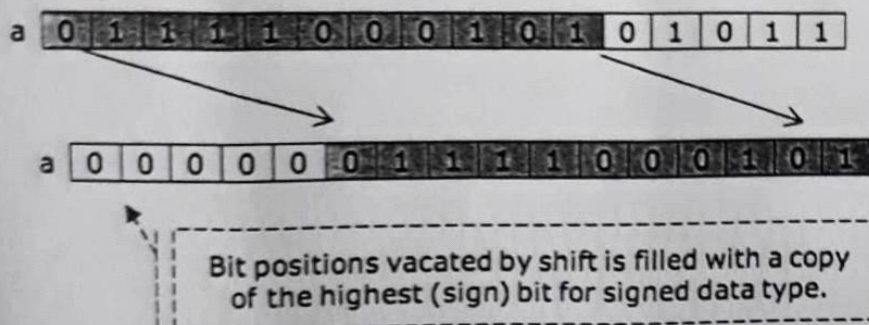 a 0 1 1 1 1 0 0 0 1 0 1 0 1 0 1 1
a 0 0 0 0 0 0 1 1 1 1 0 0 0 1 0 1
Bit positions vacated by shift is filled with a copy
of the highest (sign) bit for signed data type.